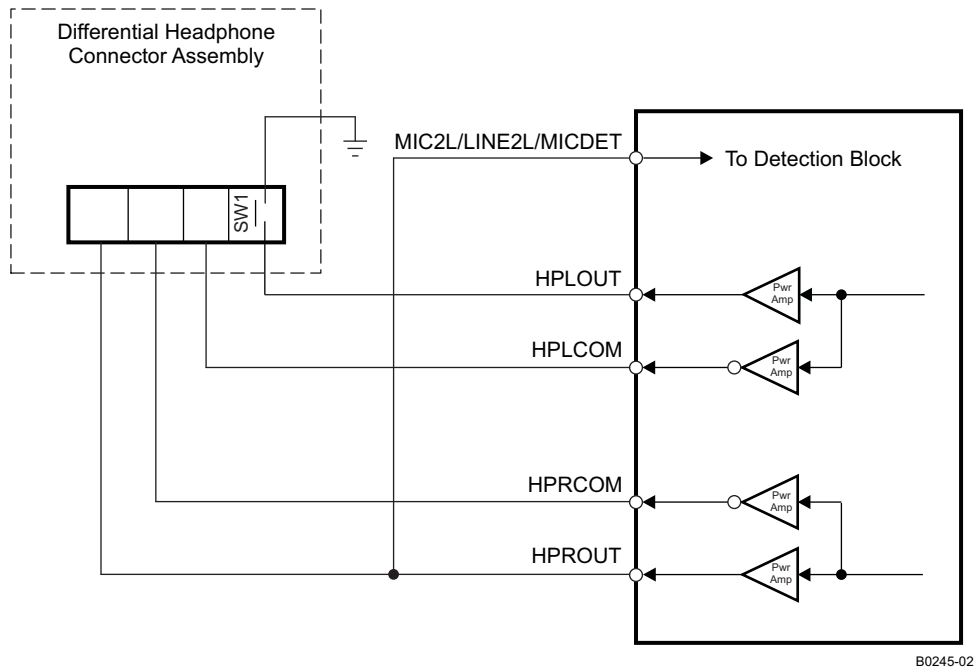 Differential Headphone
Connector Assembly
MIC2L/LINE2L/MICDET
To Detection Block
SW1
HPLOUT
Pwr
Amp
HPLCOM
Pwr
Amp
HPRCOM
Pwr
Amp
HPROUT
Pwr
Amp
B0245-02